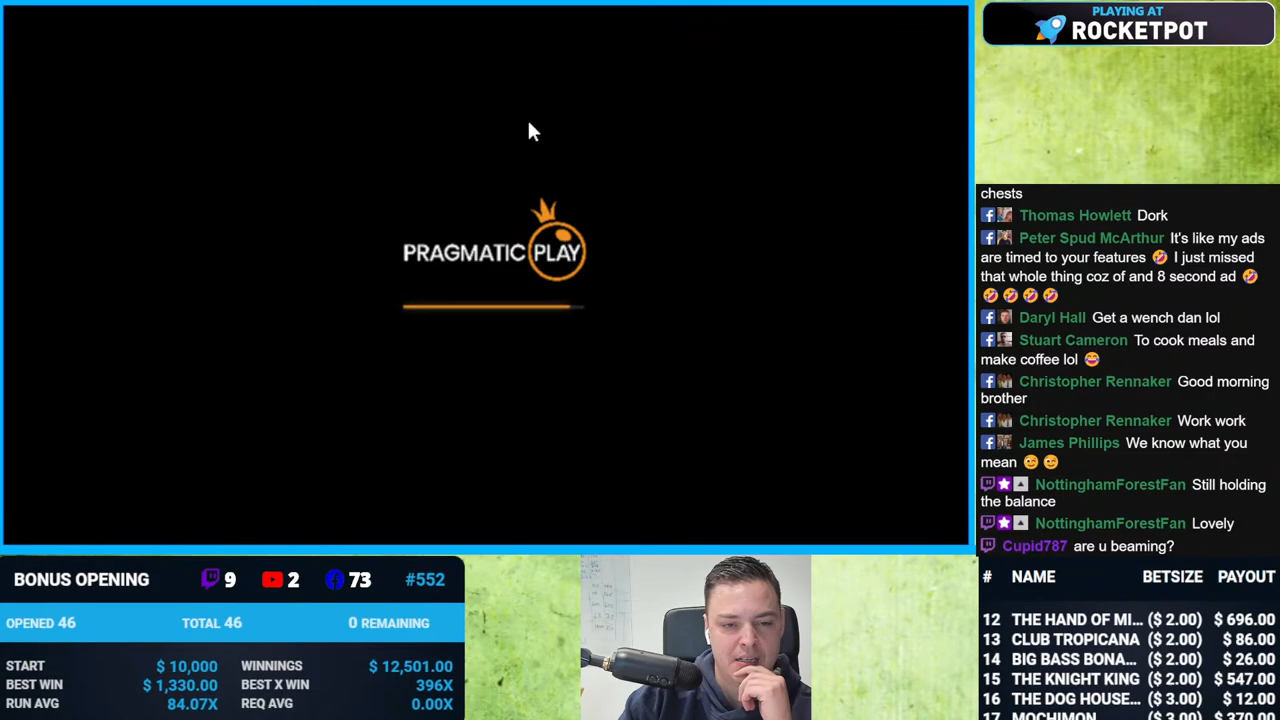 PLAYING AT
ROCKETPOT
PRAGMATIC PLAY
chests
Thomas Howlett Dork
Peter Spud McArthur It's like my ads
are timed to your features 🤣 I just missed
that whole thing coz of and 8 second ad 🤣
🤣🤣🤣🤣
Daryl Hall Get a wench dan lol
Stuart Cameron To cook meals and
make coffee lol 😂
Christopher Rennaker Good morning
brother
Christopher Rennaker Work work
James Phillips We know what you
mean 😊 😊
NottinghamForestFan Still holding
the balance
NottinghamForestFan Lovely
Cupid787 are u beaming?
BONUS OPENING 9 2 73 #552
OPENED 46 TOTAL 46 0 REMAINING
START $ 10,000 WINNINGS $ 12,501.00
BEST WIN $ 1,330.00 BEST X WIN 396X
RUN AVG 84.07X REQ AVG 0.00X
# NAME BETSIZE PAYOUT
12 THE HAND OF MI... ($ 2.00) $ 696.00
13 CLUB TROPICANA ($ 2.00) $ 86.00
14 BIG BASS BONA... ($ 2.00) $ 26.00
15 THE KNIGHT KING ($ 2.00) $ 547.00
16 THE DOG HOUSE... ($ 3.00) $ 12.00
17 MOCHIMON ($ 3.00) $ 370.00